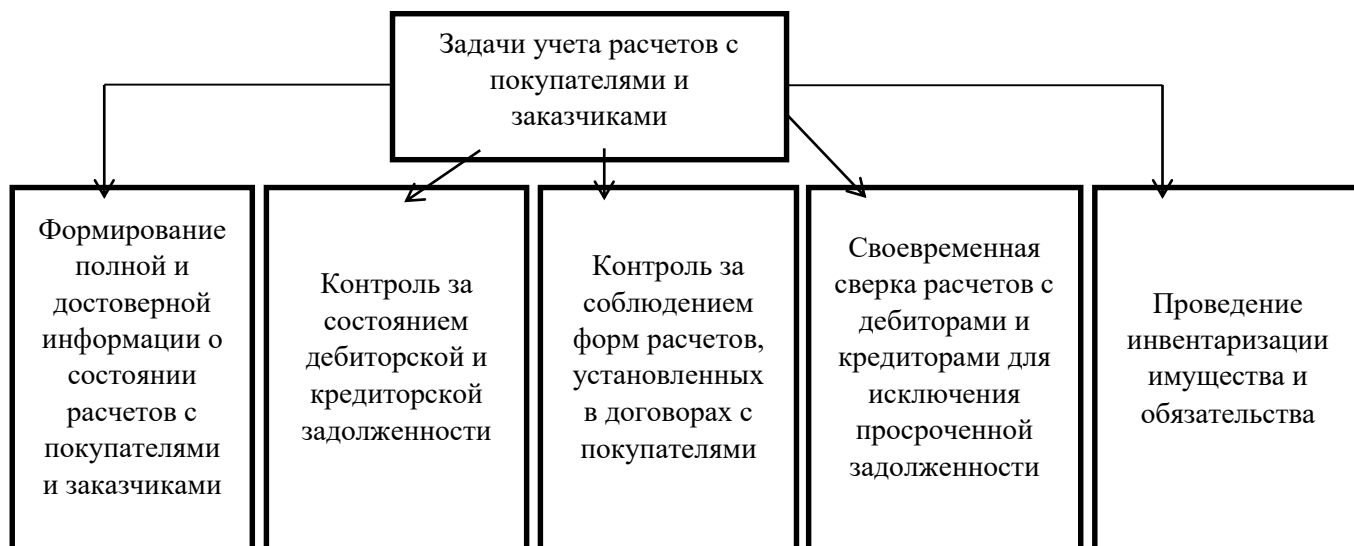 Задачи учета расчетов с
покупателями и
заказчиками
Формирование
полной и
достоверной
информации о
состоянии
расчетов с
покупателями
и заказчиками
Контроль за
состоянием
дебиторской и
кредиторской
задолженности
Контроль за
соблюдением
форм расчетов,
установленных
в договорах с
покупателями
Своевременная
сверка расчетов с
дебиторами и
кредиторами для
исключения
просроченной
задолженности
Проведение
инвентаризации
имущества и
обязательства